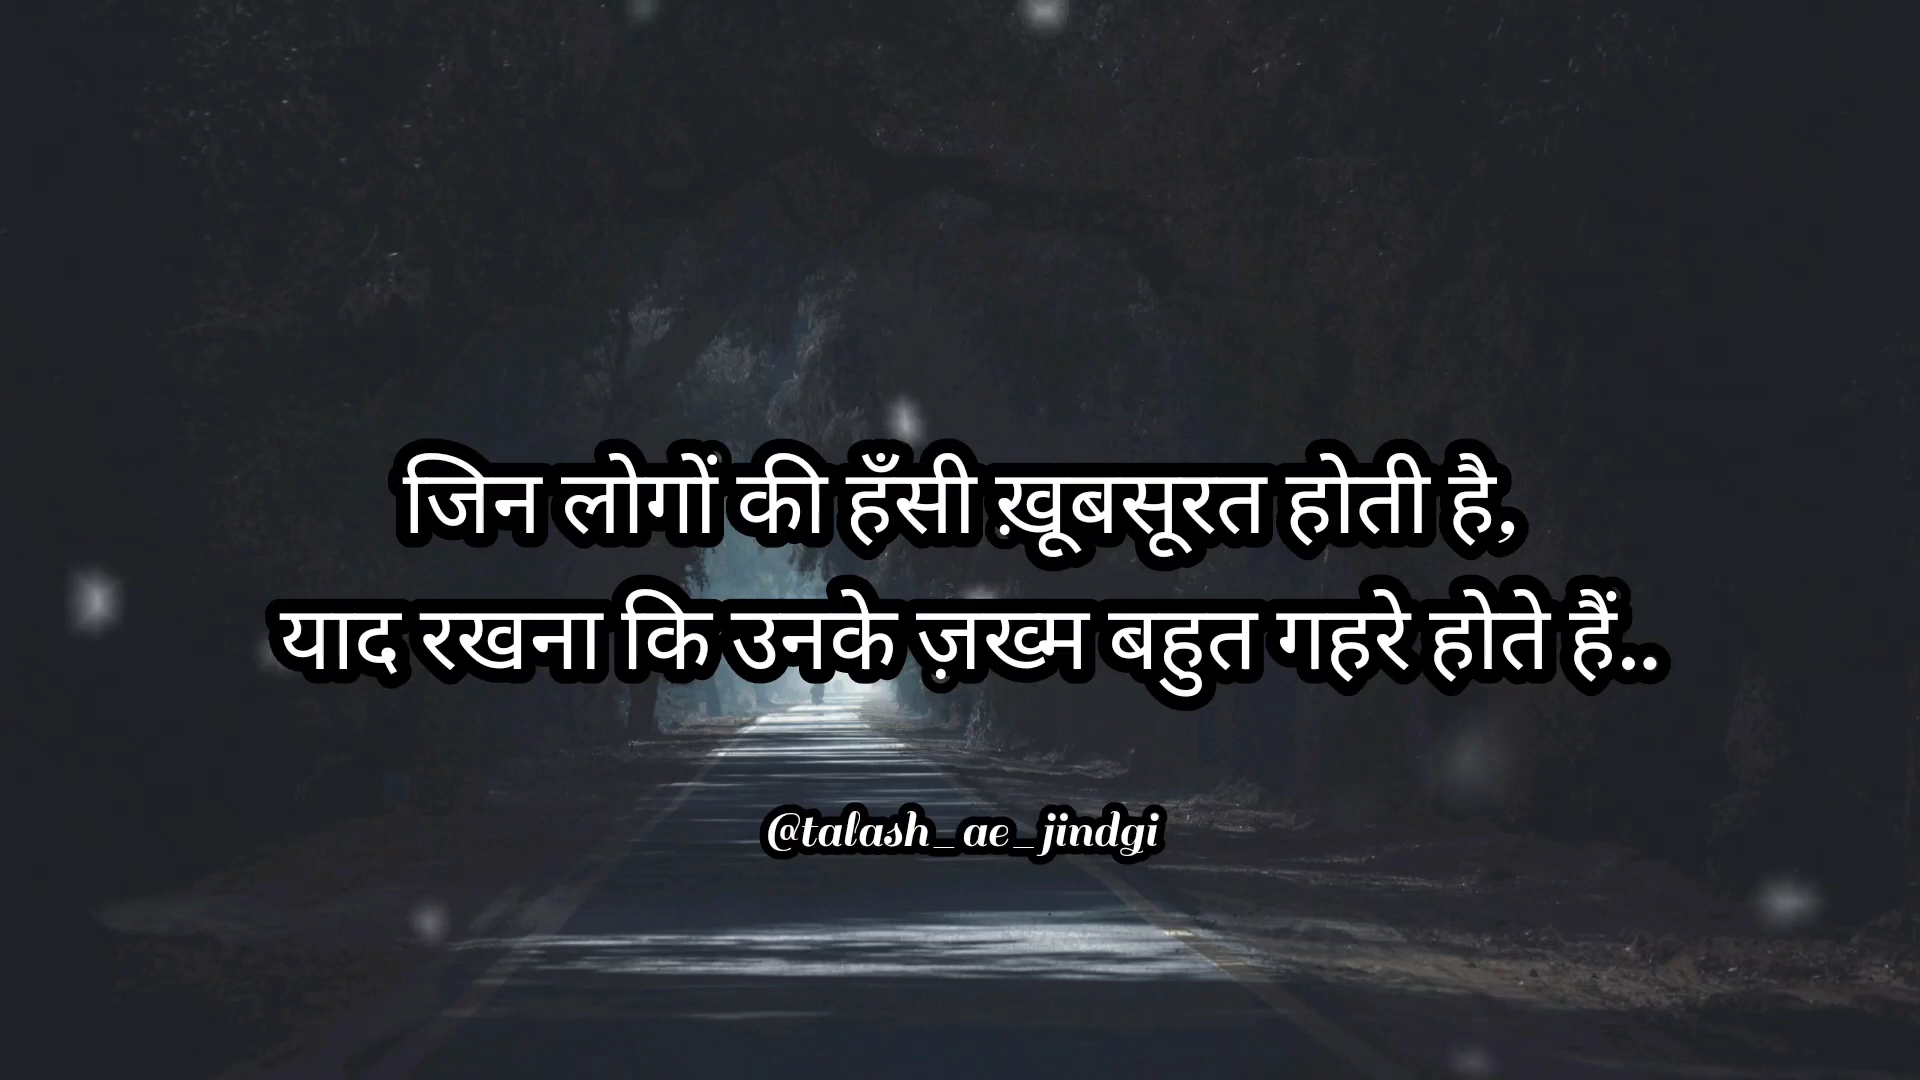 जिन लोगों की हँसी ख़ूबसूरत होती है,
याद रखना कि उनके ज़ख्म बहुत गहरे होते हैं..
@talash_ae_jindgi